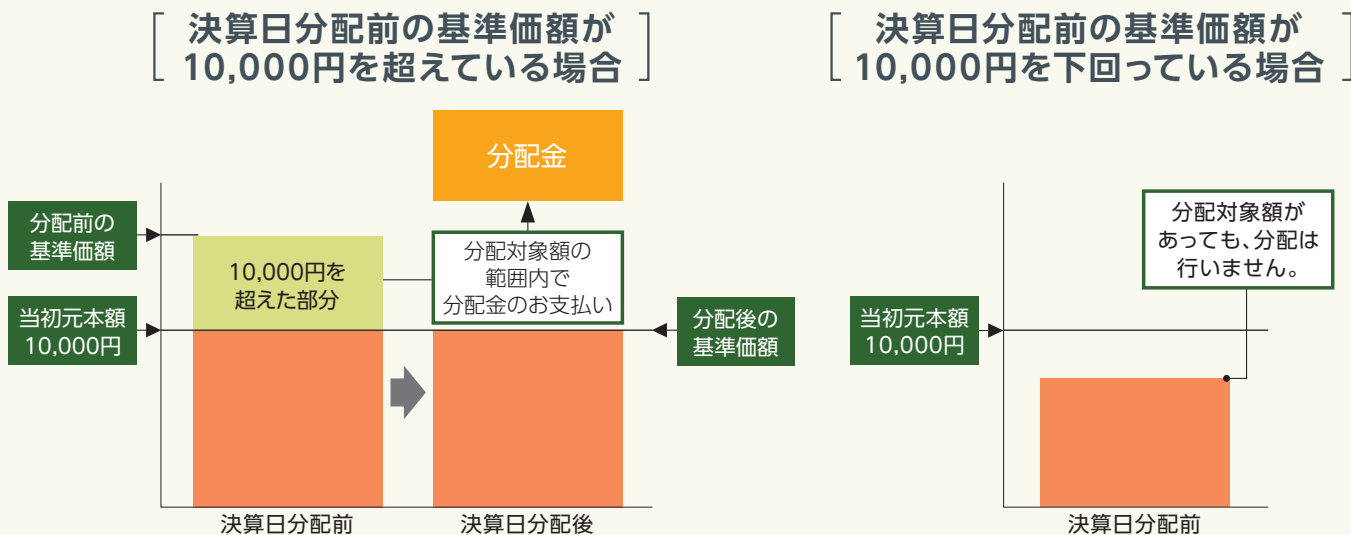 決算日分配前の基準価額が
10,000円を超えている場合
分配金
分配前の
基準価額
10,000円を
超えた部分
分配対象額の
範囲内で
分配金のお支払い
当初元本額
10,000円
分配後の
基準価額
決算日分配前
決算日分配後
決算日分配前の基準価額が
10,000円を下回っている場合
分配対象額が
あっても、分配は
行いません。
当初元本額
10,000円
決算日分配前